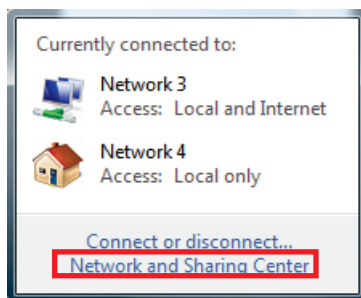 Currently connected to:
Network 3
Access: Local and Internet
Network 4
Access: Local only
Connect or disconnect...
Network and Sharing Center